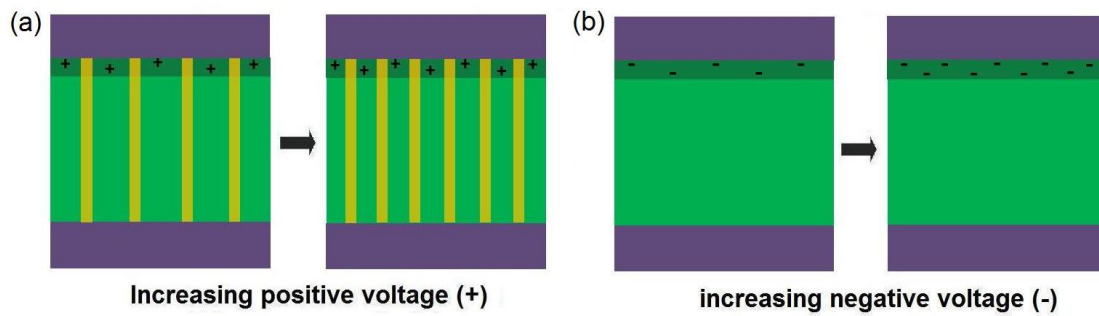 (a)
+ + + + +
+ + + + + + + +
Increasing positive voltage (+)
(b)
- - - - -
- - - - - - - - -
increasing negative voltage (-)